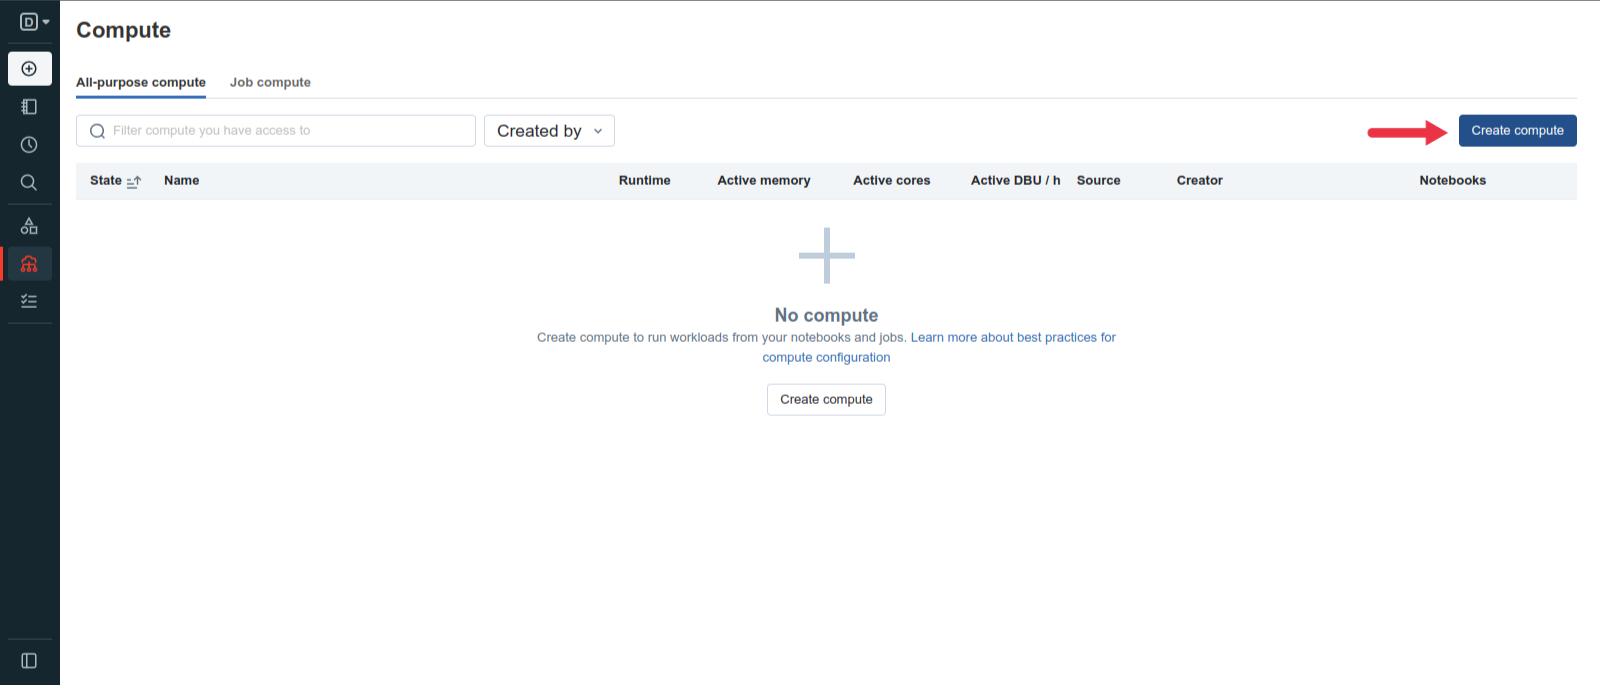 D
Compute
All-purpose compute Job compute
Filter compute you have access to Created by Create compute
State Name Runtime Active memory Active cores Active DBU / h Source Creator Notebooks
No compute
Create compute to run workloads from your notebooks and jobs. Learn more about best practices for
compute configuration
Create compute